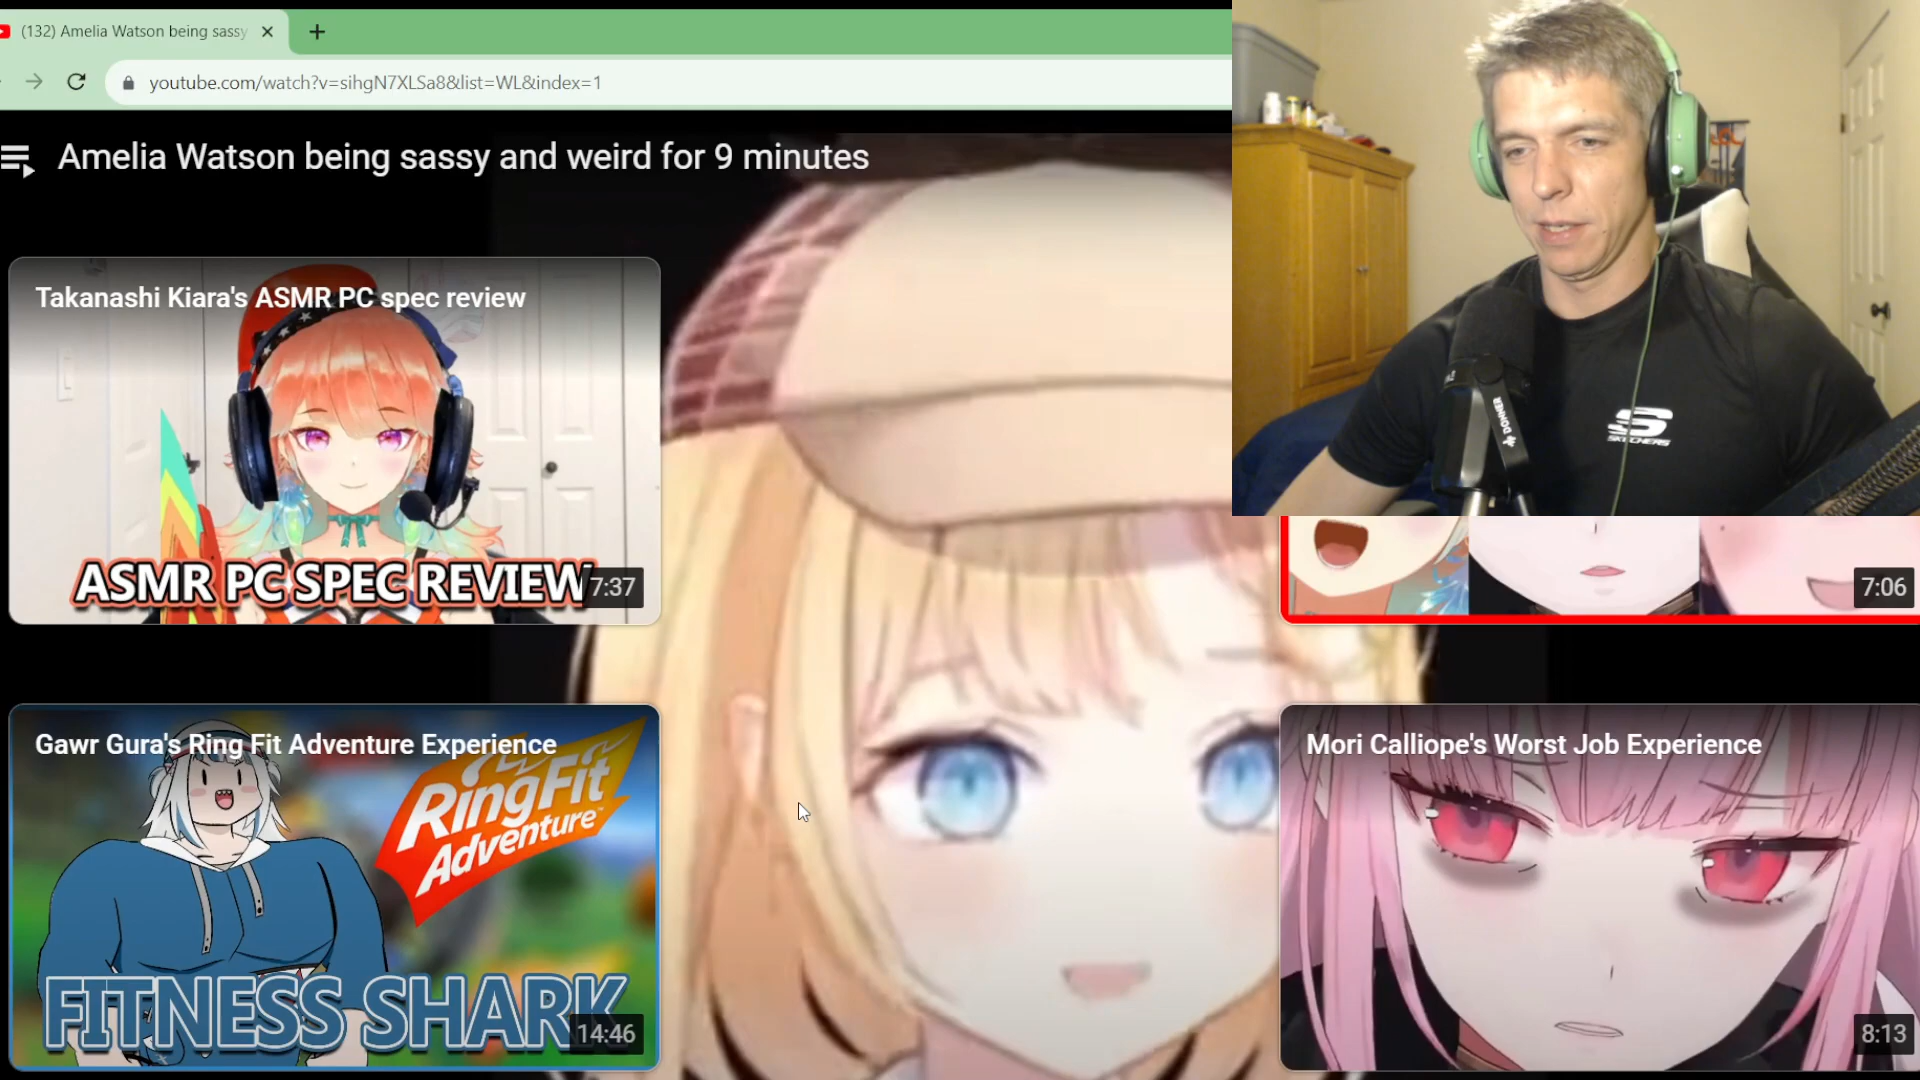 (132) Amelia Watson being sassy
youtube.com/watch?v=sihgN7XLSa8&list=WL&index=1
Amelia Watson being sassy and weird for 9 minutes
Takanashi Kiara's ASMR PC spec review
ASMR PC SPEC REVIEW
7:37
DONNER
S
SKECHERS
7:06
Gawr Gura's Ring Fit Adventure Experience
RingFit
Adventure
FITNESS SHARK
14:46
Mori Calliope's Worst Job Experience
8:13